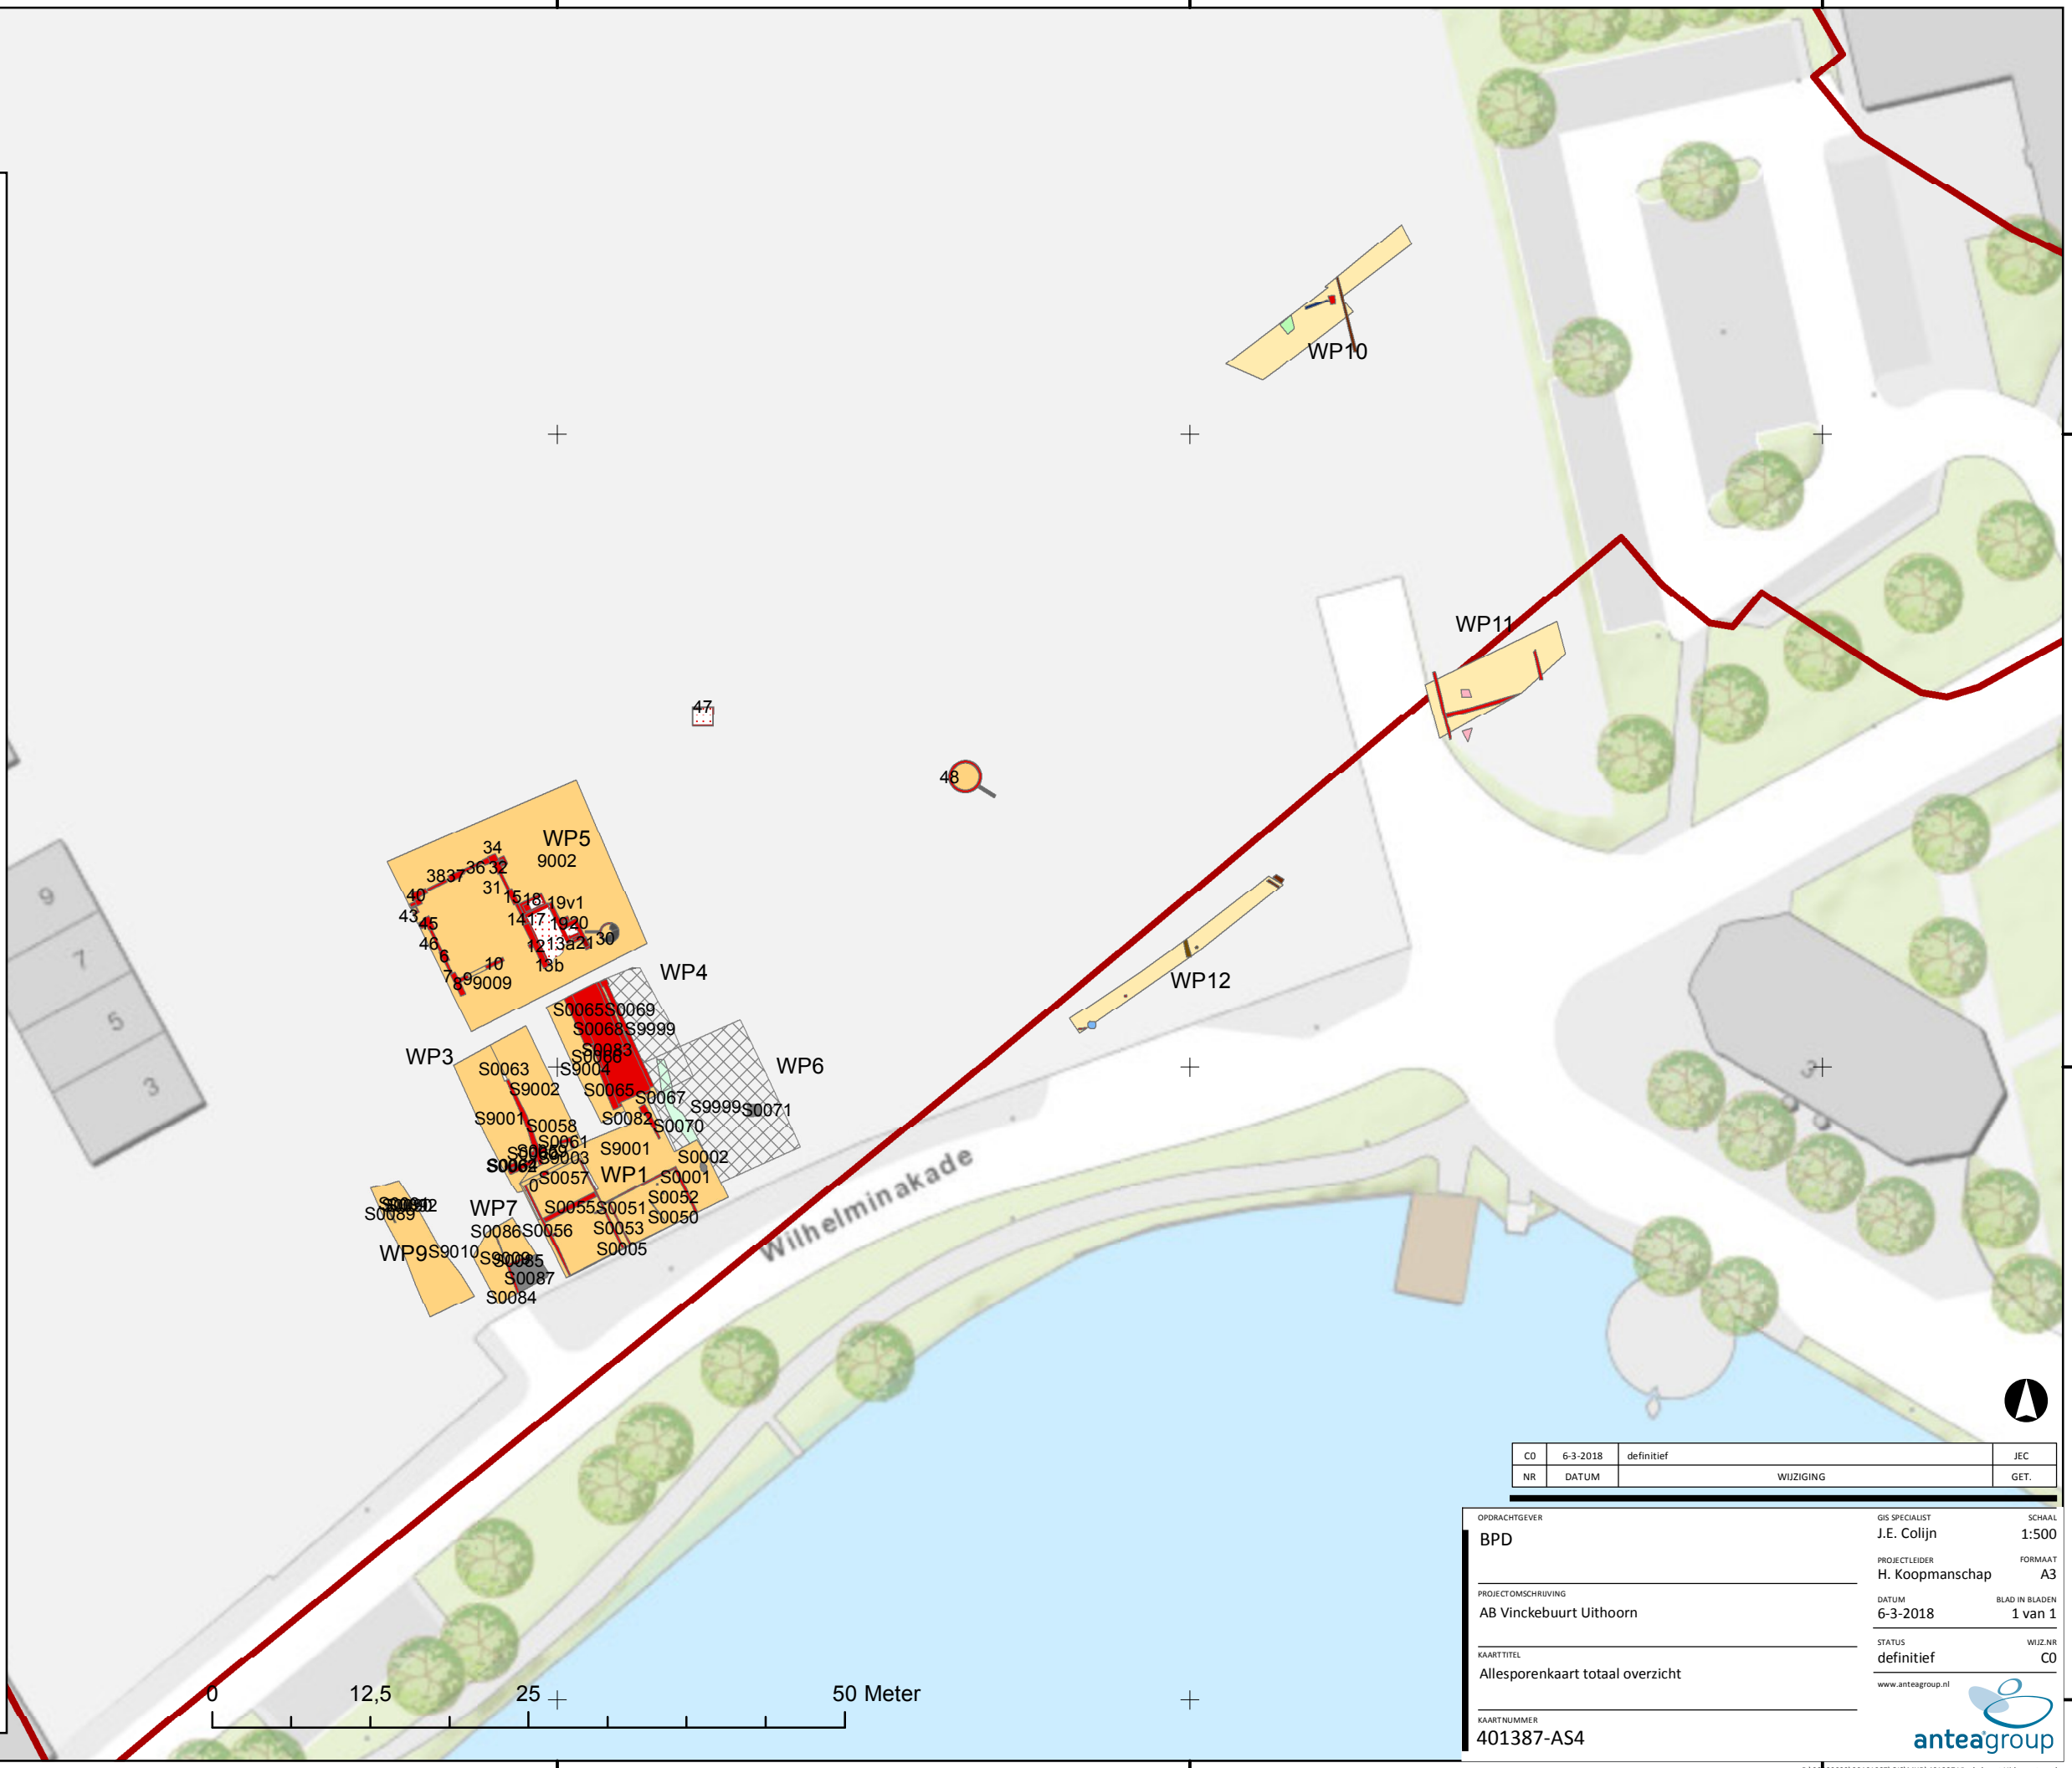 WP10
WP11
47
48
WP5
9002
34
36
32
38
37
31
40
15
18
19v1
43
45
14
17
19
20
46
12
13a
21
30
6
10
13b
7
8
9
9009
WP4
WP12
S0065
S0069
S0068
S9999
S0083
WP3
S0063
S9004
WP6
S9002
S0065
S0067
S9999
S0071
S9001
S0058
S0082
S0070
S0061
S9001
S9003
S0002
S0057
WP1
S0001
0
S0052
S0089
WP7
S0055
S0051
S0050
S0086
S0056
S0053
WP9
S9010
S9009
S0085
S0005
S0087
S0084
Wilhelminakade
9
7
5
3
3
0
12,5
25
50 Meter
C0 6-3-2018 definitief JEC
NR DATUM WIJZIGING GET.
OPDRACHTGEVER
BPD
PROJECTOMSCHRIJVING
AB Vinckebuurt Uithoorn
KAARTTITEL
Allesporenkaart totaal overzicht
KAARTNUMMER
401387-AS4
GIS SPECIALIST SCHAAL
J.E. Colijn 1:500
PROJECTLEIDER FORMAAT
H. Koopmanschap A3
DATUM BLAD IN BLADEN
6-3-2018 1 van 1
STATUS WIJZ.NR
definitief C0
www.anteagroup.nl
anteagroup